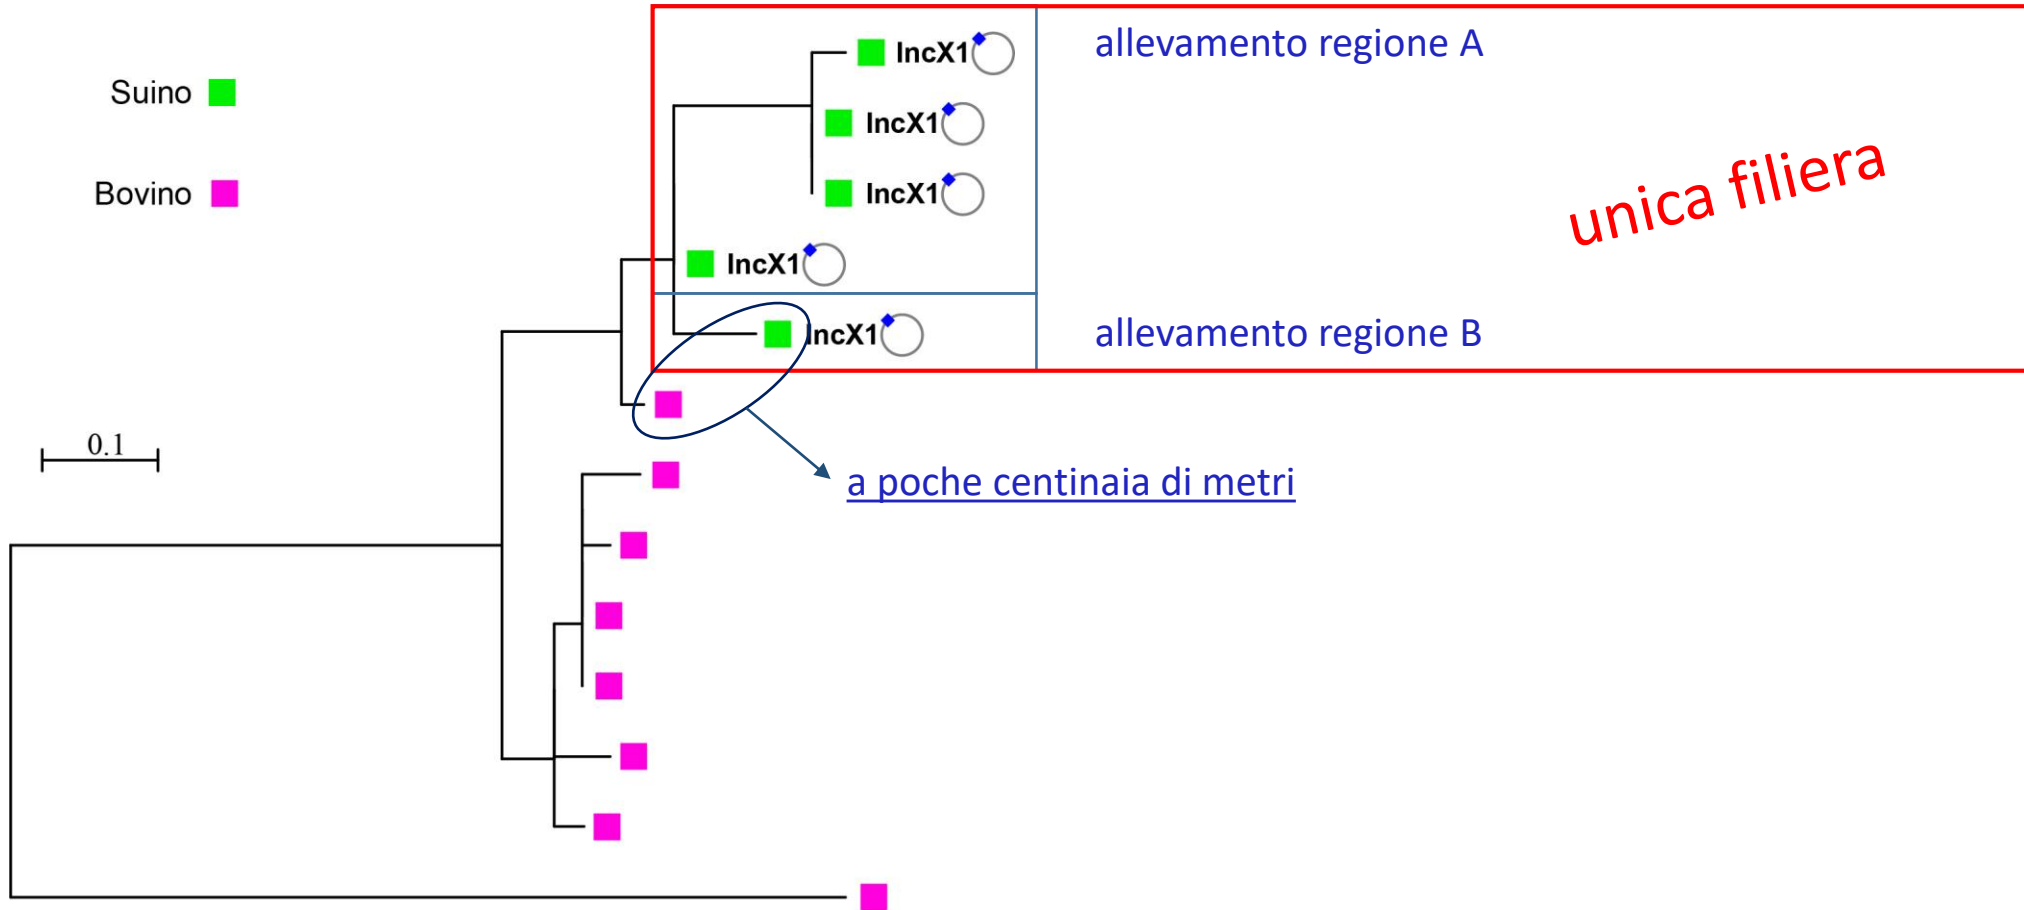 Suino
Bovino
IncX1
allevamento regione A
IncX1
IncX1
unica filiera
IncX1
IncX1
allevamento regione B
0.1
a poche centinaia di metri